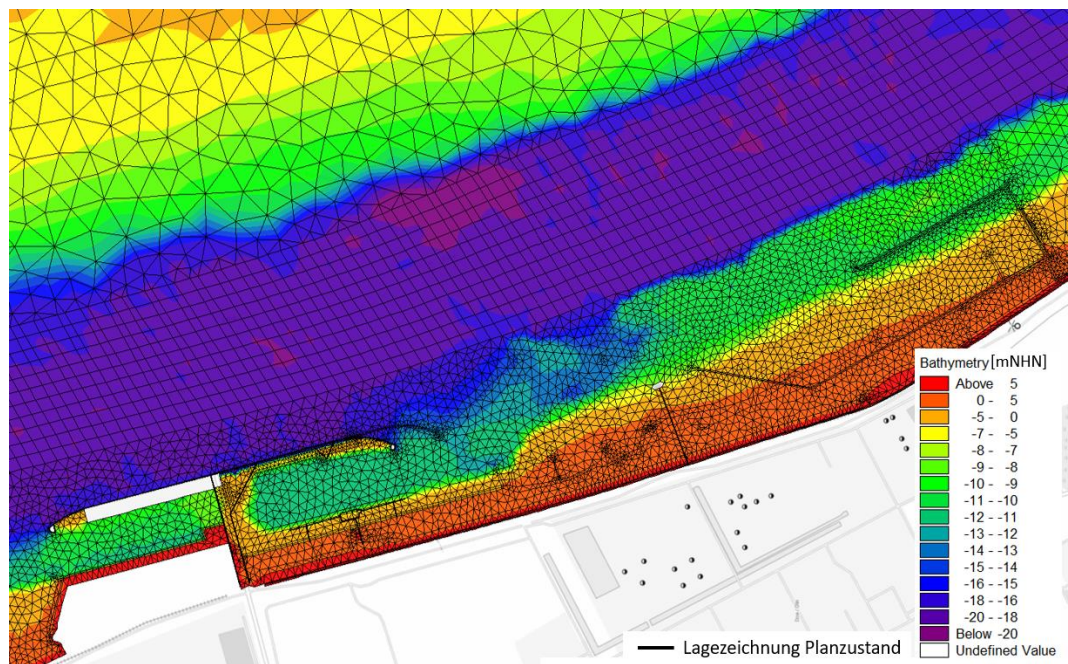 Bathymetry [mNHN]
Above 5
0 - 5
-5 - 0
-7 - -5
-8 - -7
-9 - -8
-10 - -9
-11 - -10
-12 - -11
-13 - -12
-14 - -13
-15 - -14
-16 - -15
-18 - -16
-20 - -18
Below -20
Undefined Value
Lagezeichnung Planzustand